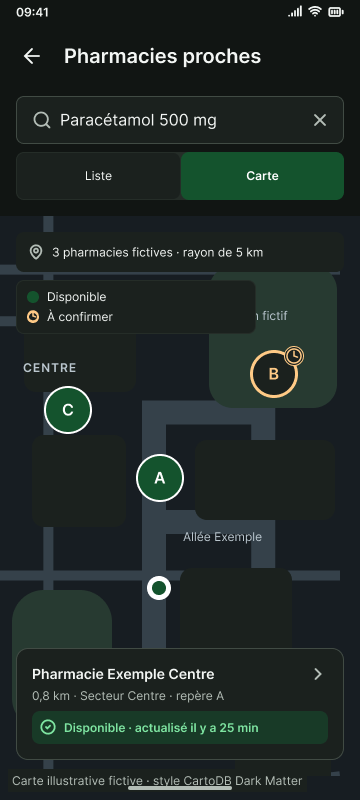 09:41
Pharmacies proches
Paracétamol 500 mg
Liste
Carte
3 pharmacies fictives · rayon de 5 km
Disponible
À confirmer
fictif
CENTRE
B
C
A
Allée Exemple
Pharmacie Exemple Centre
0,8 km · Secteur Centre · repère A
Disponible · actualisé il y a 25 min
Carte illustrative fictive · style CartoDB Dark Matter